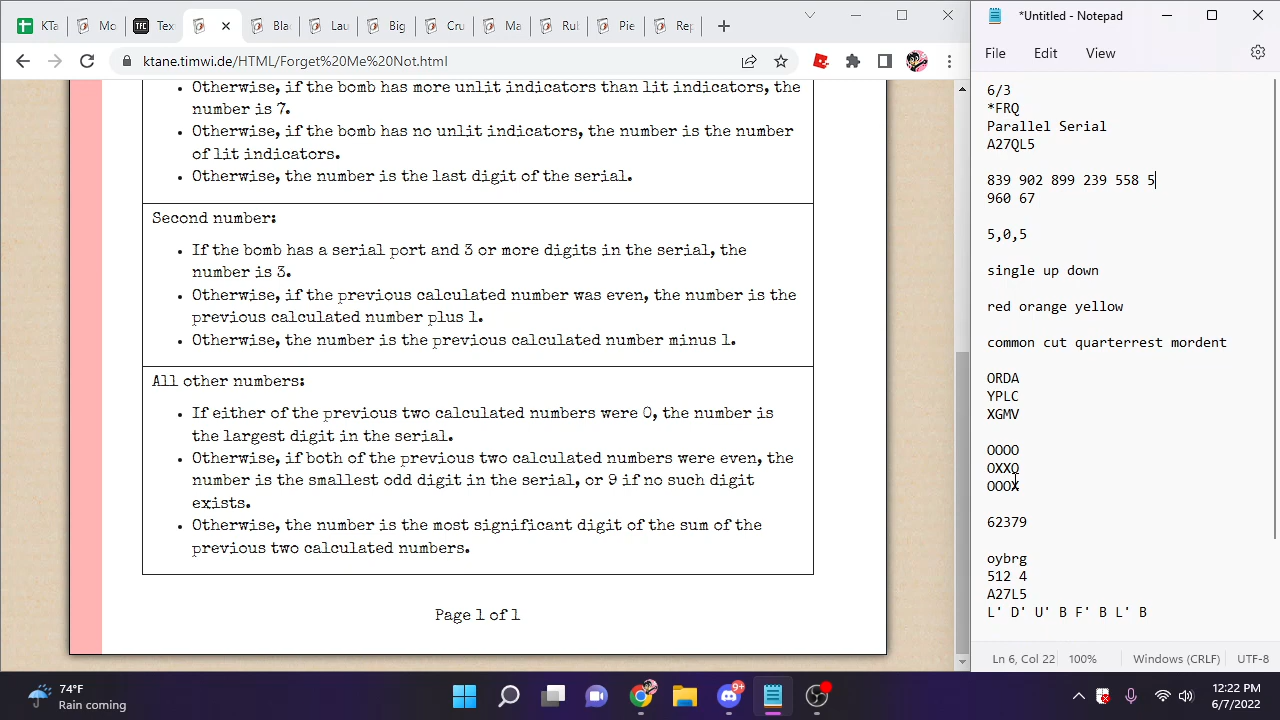 KTa
Mo
Tex
Bla
Lau
Big
Cr
Ma
Rul
Pie
Rep
ktane.timwi.de/HTML/Forget%20Me%20Not.html
Otherwise, if the bomb has more unlit indicators than lit indicators, the
number is 7.
Otherwise, if the bomb has no unlit indicators, the number is the number
of lit indicators.
Otherwise, the number is the last digit of the serial.
Second number:
If the bomb has a serial port and 3 or more digits in the serial, the
number is 3.
Otherwise, if the previous calculated number was even, the number is the
previous calculated number plus 1.
Otherwise, the number is the previous calculated number minus 1.
All other numbers:
If either of the previous two calculated numbers were 0, the number is
the largest digit in the serial.
Otherwise, if both of the previous two calculated numbers were even, the
number is the smallest odd digit in the serial, or 9 if no such digit
exists.
Otherwise, the number is the most significant digit of the sum of the
previous two calculated numbers.
Page 1 of 1
*Untitled - Notepad
File Edit View
6/3
*FRQ
Parallel Serial
A27QL5
839 902 899 239 558 5
960 67
5,0,5
single up down
red orange yellow
common cut quarterrest mordent
ORDA
YPLC
XGMV
OOOO
OXXO
OOOX
62379
oybrg
512 4
A27L5
L' D' U' B F' B L' B
Ln 6, Col 22 100% Windows (CRLF) UTF-8
74°F
Rain coming
9+
12:22 PM
6/7/2022